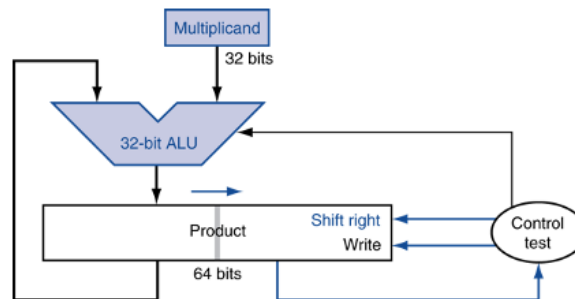 Multiplicand
32 bits
32-bit ALU
Product
Shift right
Write
Control
test
64 bits